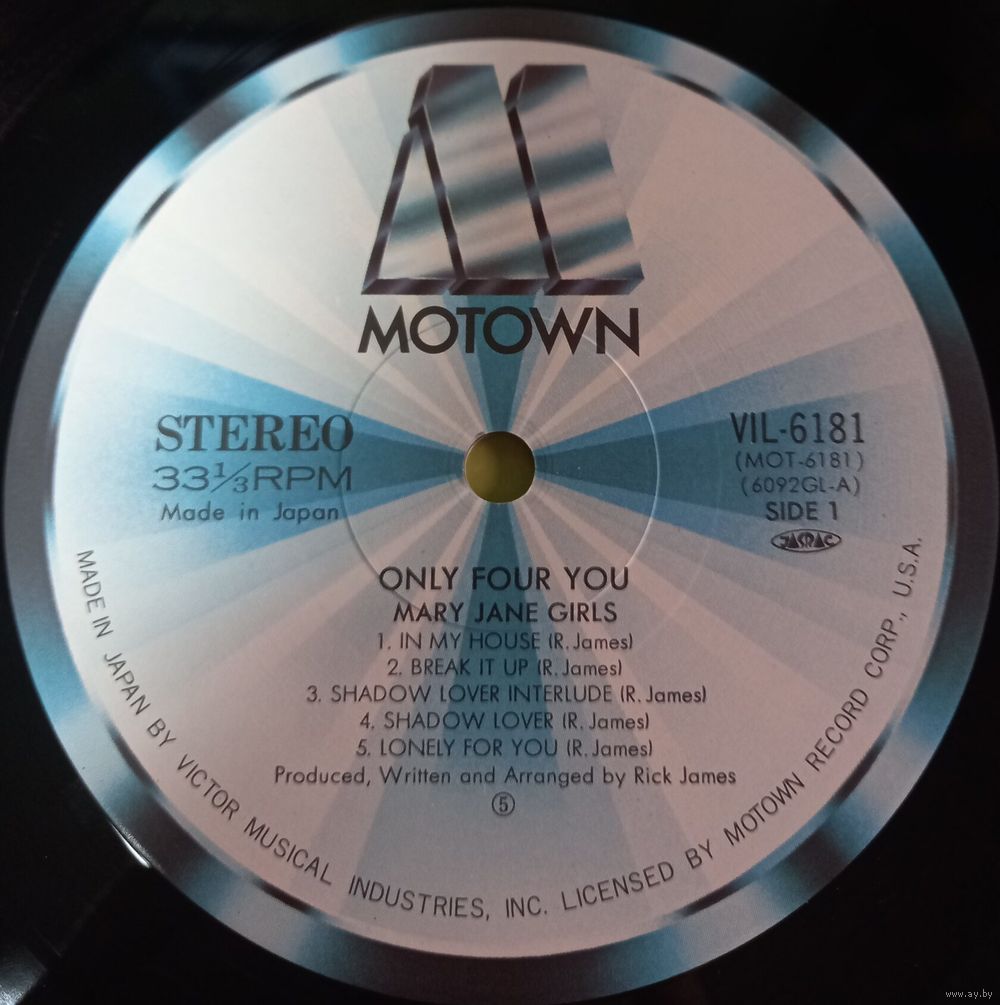 MOTOWN
STEREO
33⅓RPM
Made in Japan
VIL-6181
(MOT-6181)
(6092GL-A)
SIDE 1
JASRAC
ONLY FOUR YOU
MARY JANE GIRLS
1. IN MY HOUSE (R. James)
2. BREAK IT UP (R. James)
3. SHADOW LOVER INTERLUDE (R. James)
4. SHADOW LOVER (R. James)
5. LONELY FOR YOU (R. James)
Produced, Written and Arranged by Rick James
⑤
MADE IN JAPAN BY VICTOR MUSICAL INDUSTRIES, INC. LICENSED BY MOTOWN RECORD CORP., U.S.A.
www.ay.by